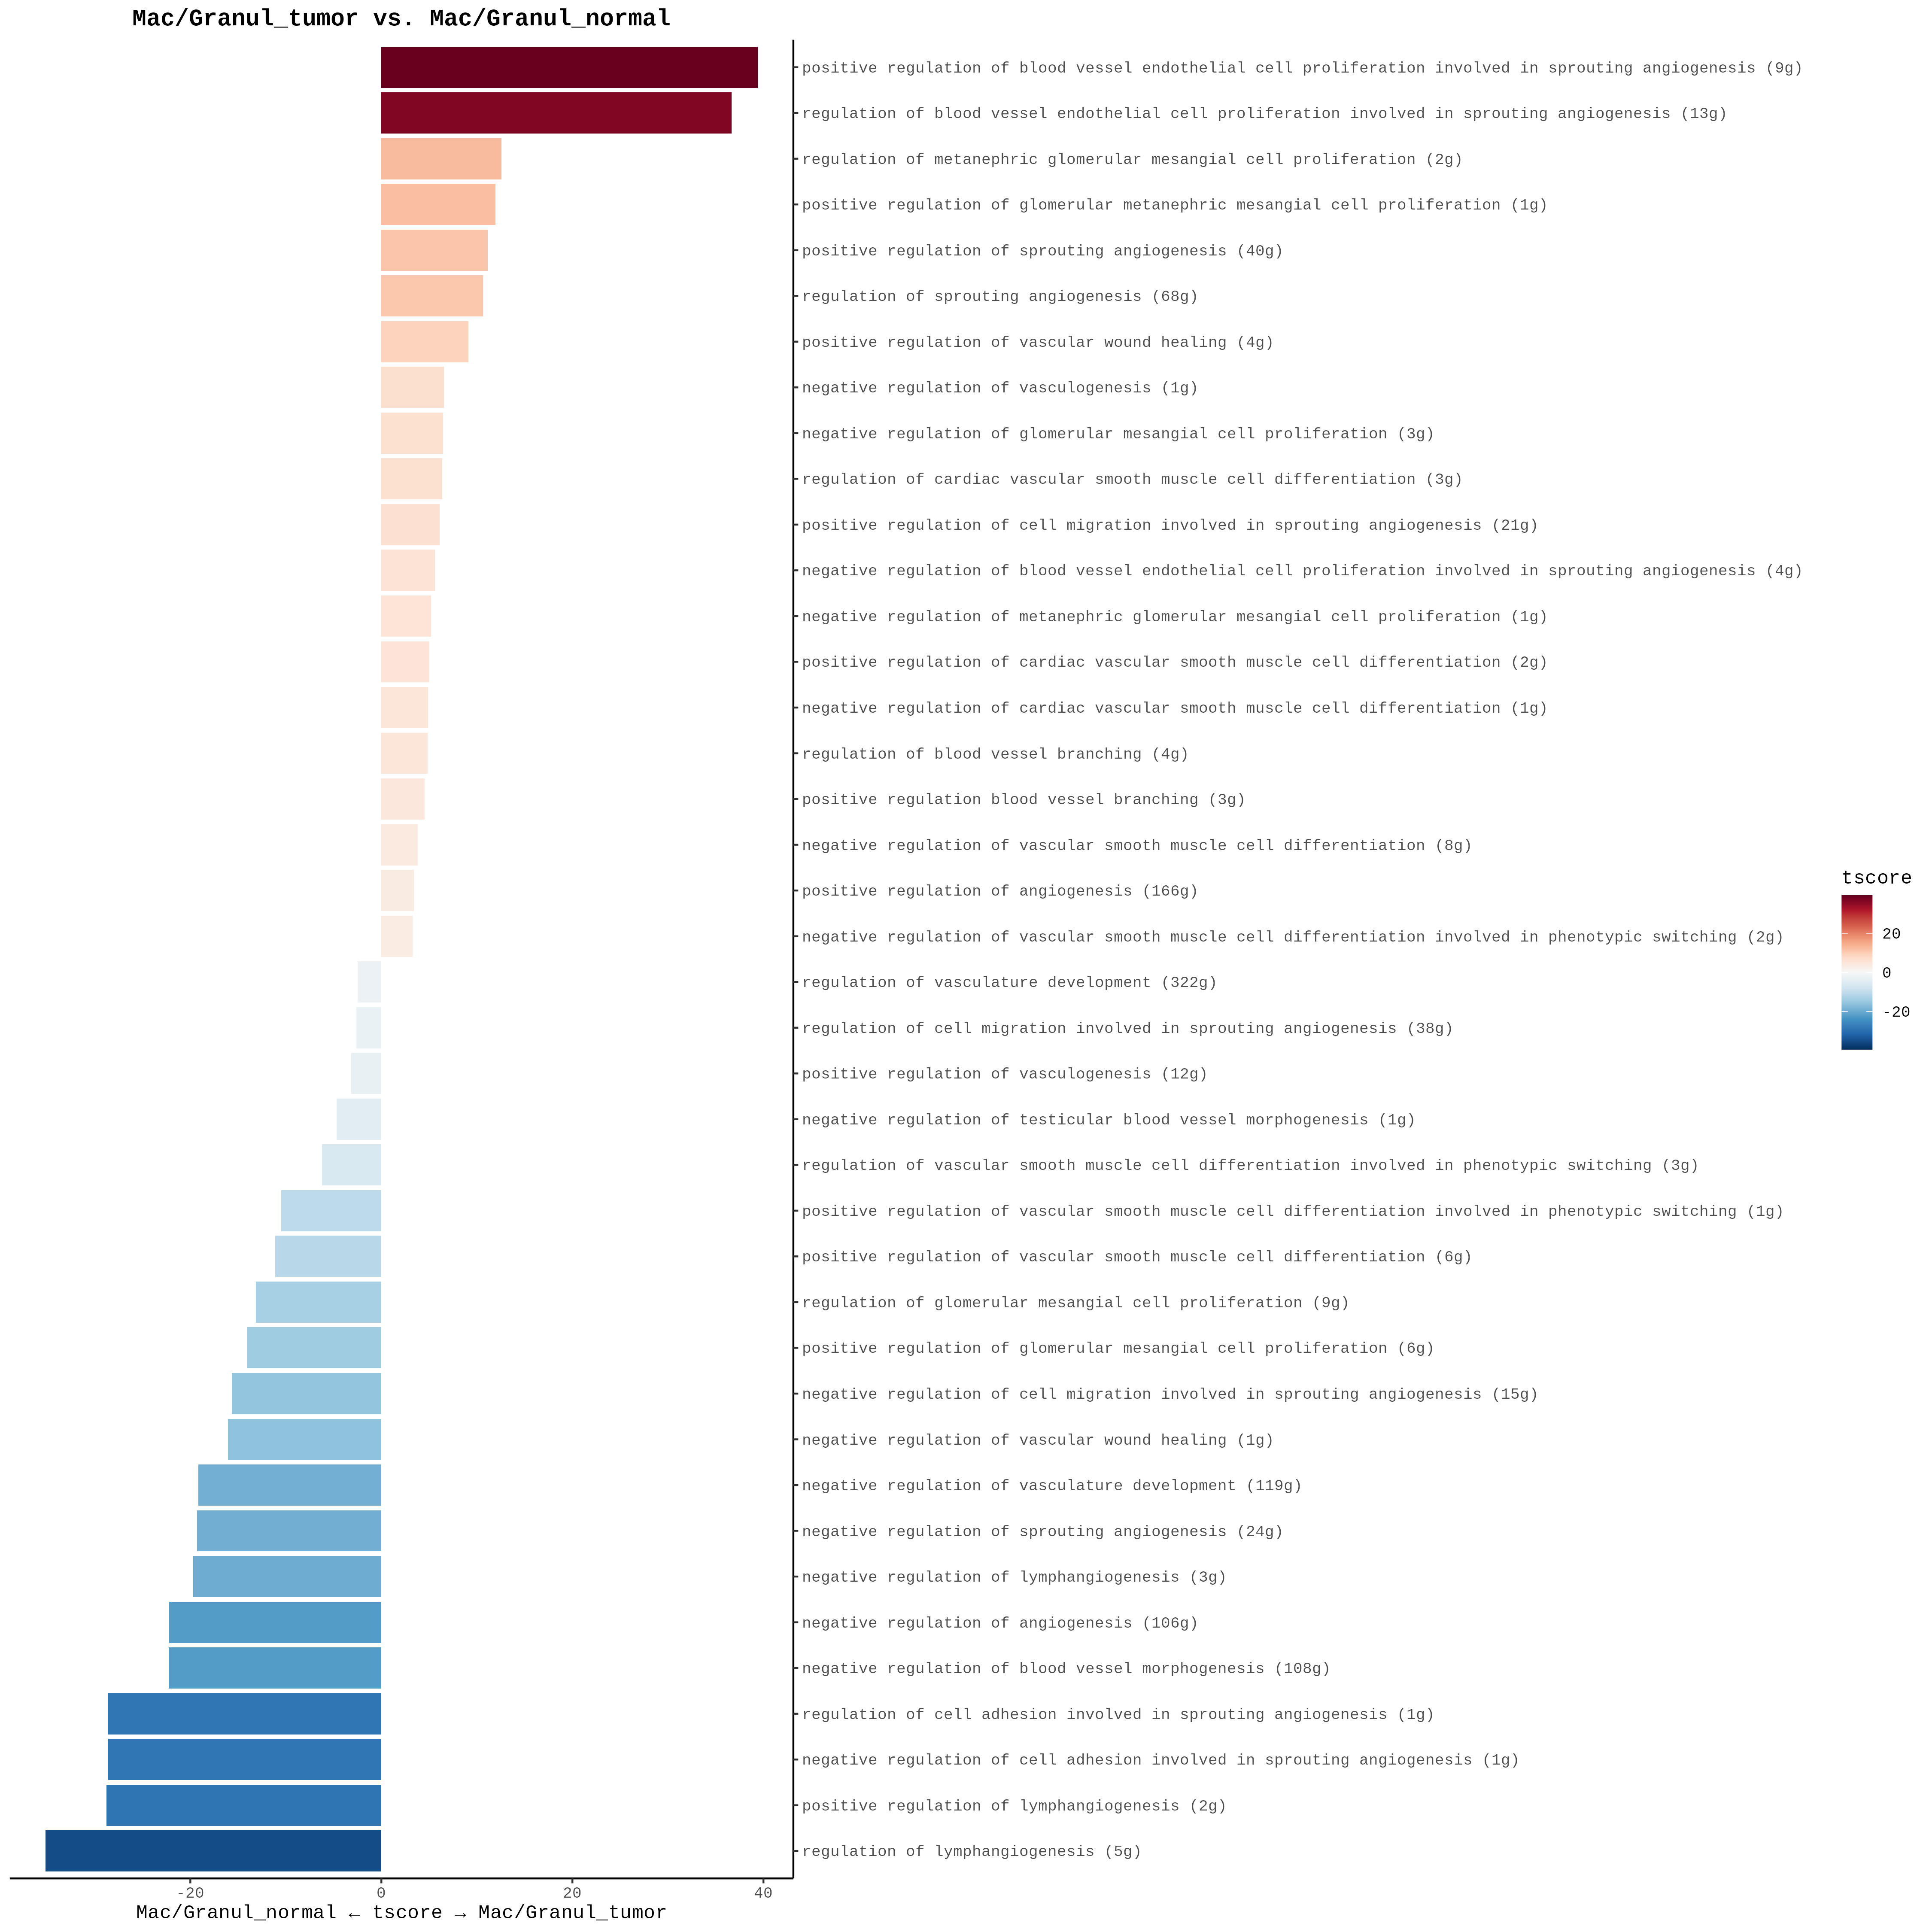 Mac/Granul_tumor vs. Mac/Granul_normal
positive regulation of blood vessel endothelial cell proliferation involved in sprouting angiogenesis (9g)
regulation of blood vessel endothelial cell proliferation involved in sprouting angiogenesis (13g)
regulation of metanephric glomerular mesangial cell proliferation (2g)
positive regulation of glomerular metanephric mesangial cell proliferation (1g)
positive regulation of sprouting angiogenesis (40g)
regulation of sprouting angiogenesis (68g)
positive regulation of vascular wound healing (4g)
negative regulation of vasculogenesis (1g)
negative regulation of glomerular mesangial cell proliferation (3g)
regulation of cardiac vascular smooth muscle cell differentiation (3g)
positive regulation of cell migration involved in sprouting angiogenesis (21g)
negative regulation of blood vessel endothelial cell proliferation involved in sprouting angiogenesis (4g)
negative regulation of metanephric glomerular mesangial cell proliferation (1g)
positive regulation of cardiac vascular smooth muscle cell differentiation (2g)
negative regulation of cardiac vascular smooth muscle cell differentiation (1g)
regulation of blood vessel branching (4g)
positive regulation blood vessel branching (3g)
negative regulation of vascular smooth muscle cell differentiation (8g)
positive regulation of angiogenesis (166g)
negative regulation of vascular smooth muscle cell differentiation involved in phenotypic switching (2g)
regulation of vasculature development (322g)
regulation of cell migration involved in sprouting angiogenesis (38g)
positive regulation of vasculogenesis (12g)
negative regulation of testicular blood vessel morphogenesis (1g)
regulation of vascular smooth muscle cell differentiation involved in phenotypic switching (3g)
positive regulation of vascular smooth muscle cell differentiation involved in phenotypic switching (1g)
positive regulation of vascular smooth muscle cell differentiation (6g)
regulation of glomerular mesangial cell proliferation (9g)
positive regulation of glomerular mesangial cell proliferation (6g)
negative regulation of cell migration involved in sprouting angiogenesis (15g)
negative regulation of vascular wound healing (1g)
negative regulation of vasculature development (119g)
negative regulation of sprouting angiogenesis (24g)
negative regulation of lymphangiogenesis (3g)
negative regulation of angiogenesis (106g)
negative regulation of blood vessel morphogenesis (108g)
regulation of cell adhesion involved in sprouting angiogenesis (1g)
negative regulation of cell adhesion involved in sprouting angiogenesis (1g)
positive regulation of lymphangiogenesis (2g)
regulation of lymphangiogenesis (5g)
-20 0 20 40
Mac/Granul_normal ← tscore → Mac/Granul_tumor
tscore
20
0
-20